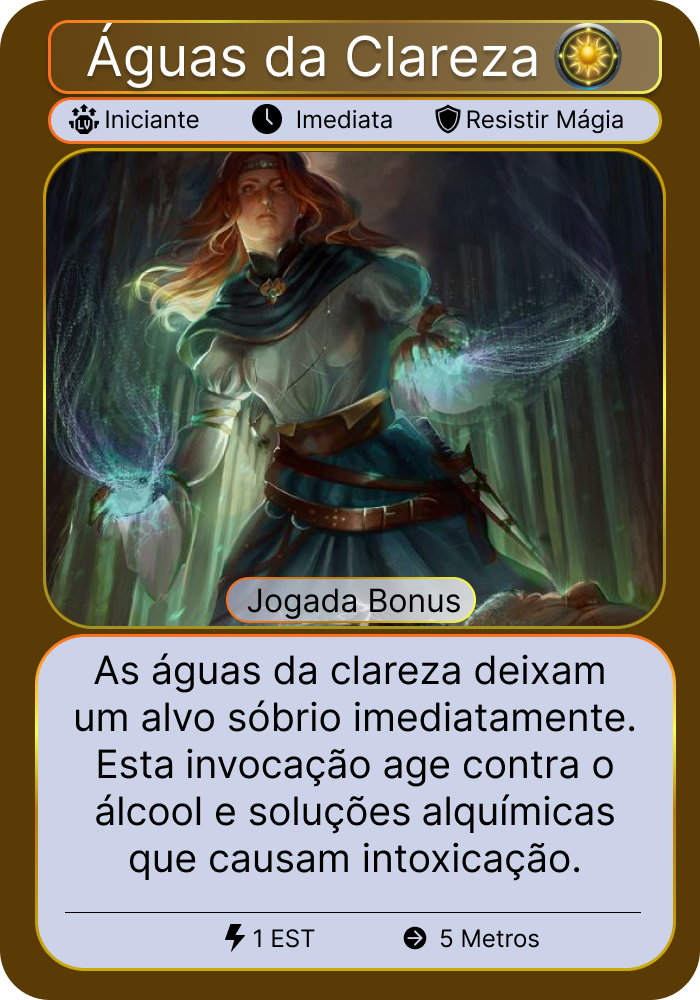 Águas da Clareza
LV Iniciante Imediata Resistir Mágia
Jogada Bonus
As águas da clareza deixam
um alvo sóbrio imediatamente.
Esta invocação age contra o
álcool e soluções alquímicas
que causam intoxicação.
1 EST 5 Metros